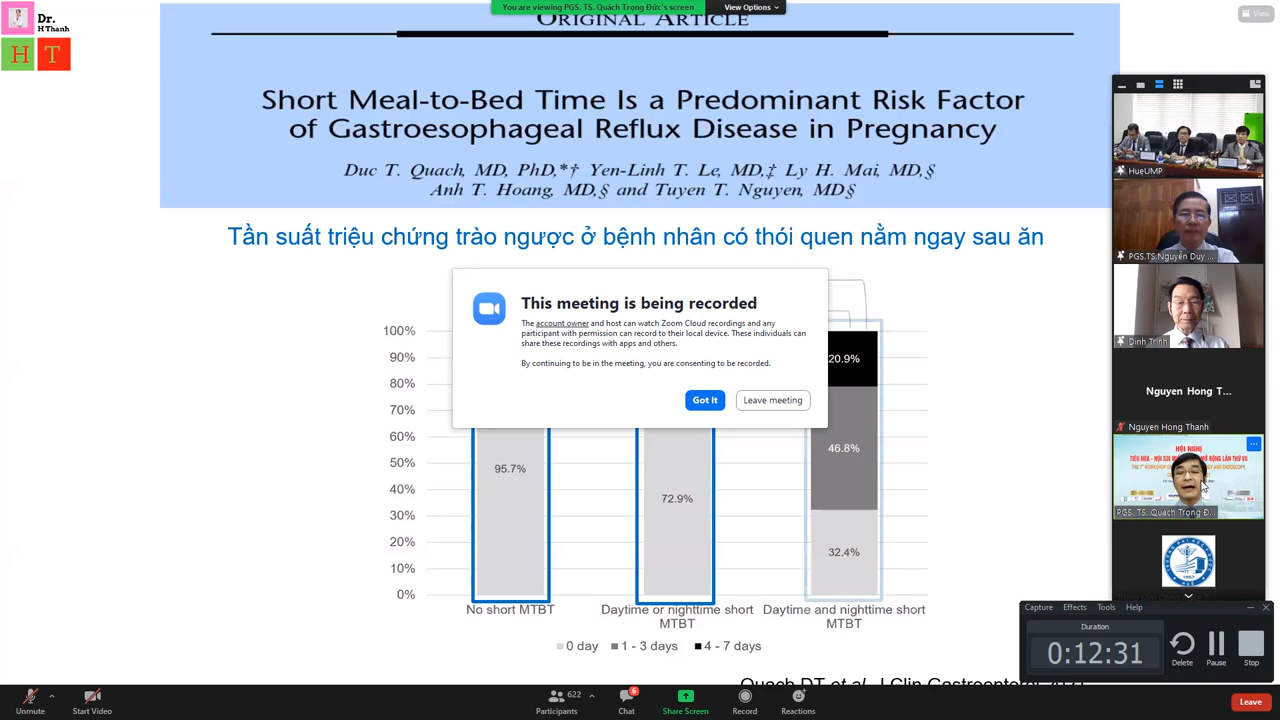 Dr.
H Thanh
H T
You are viewing PGS. TS. Quách Trọng Đức's screen
View Options
View
ORIGINAL ARTICLE
Short Meal-to-Bed Time Is a Predominant Risk Factor
of Gastroesophageal Reflux Disease in Pregnancy
Duc T. Quach, MD, PhD,*† Yen-Linh T. Le, MD,‡ Ly H. Mai, MD,§
Anh T. Hoang, MD,§ and Tuyen T. Nguyen, MD§
Tần suất triệu chứng trào ngược ở bệnh nhân có thói quen nằm ngay sau ăn
This meeting is being recorded
The account owner and host can watch Zoom Cloud recordings and any
participant with permission can record to their local device. These individuals can
share these recordings with apps and others.
By continuing to be in the meeting, you are consenting to be recorded.
Got It
Leave meeting
100%
90%
80%
70%
60%
50%
40%
30%
20%
10%
0%
95.7%
72.9%
20.9%
46.8%
32.4%
No short MTBT
Daytime or nighttime short
MTBT
Daytime and nighttime short
MTBT
0 day
1 - 3 days
4 - 7 days
HueUMP
PGS.TS.Nguyễn Duy ...
Dinh Trinh
Nguyen Hong T...
Nguyen Hong Thanh
HỘI NGHỊ
PGS. TS. Quách Trọng Đ...
1957
Capture Effects Tools Help
Duration
0:12:31
Delete
Pause
Stop
Quach DT et al.
Unmute
Start Video
622
Participants
6
Chat
Share Screen
Record
Reactions
Leave